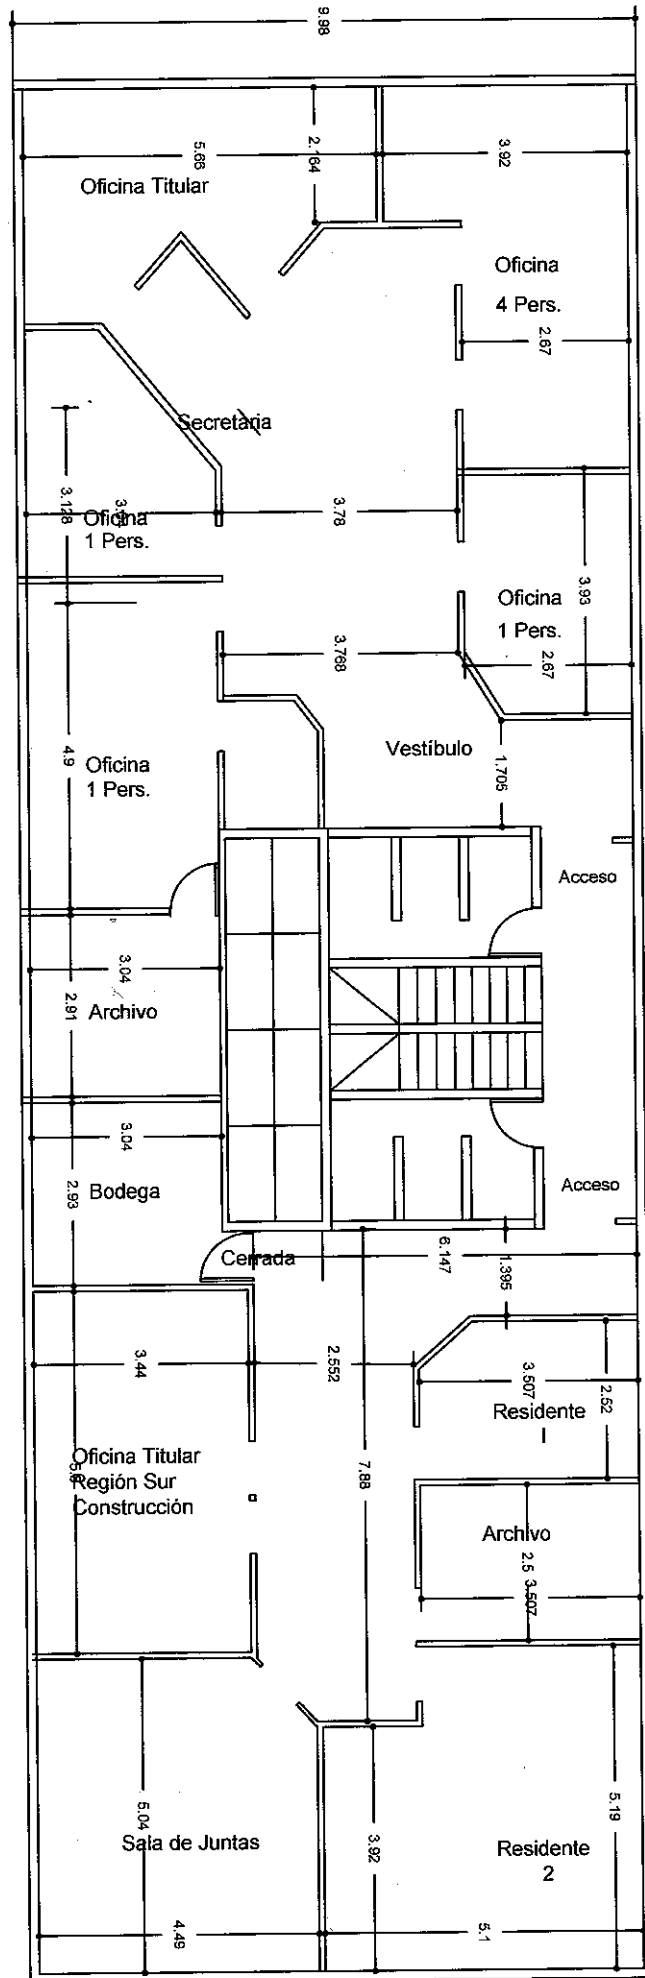 9.98
5.66
2.164
3.92
Oficina Titular
Oficina
4 Pers.
2.67
Secretaria
3.128
3.78
Oficina
1 Pers.
3.93
Oficina
1 Pers.
2.67
3.768
Vestíbulo
1.705
4.9
Oficina
1 Pers.
Acceso
3.04
2.91
Archivo
3.04
2.93
Bodega
Acceso
Cerrada
6.147
1.395
3.44
2.552
3.507
2.52
Residente
7.88
Oficina Titular
Región Sur
Construcción
Archivo
2.5
3.507
5.04
Sala de Juntas
3.92
5.19
Residente
2
4.49
5.1